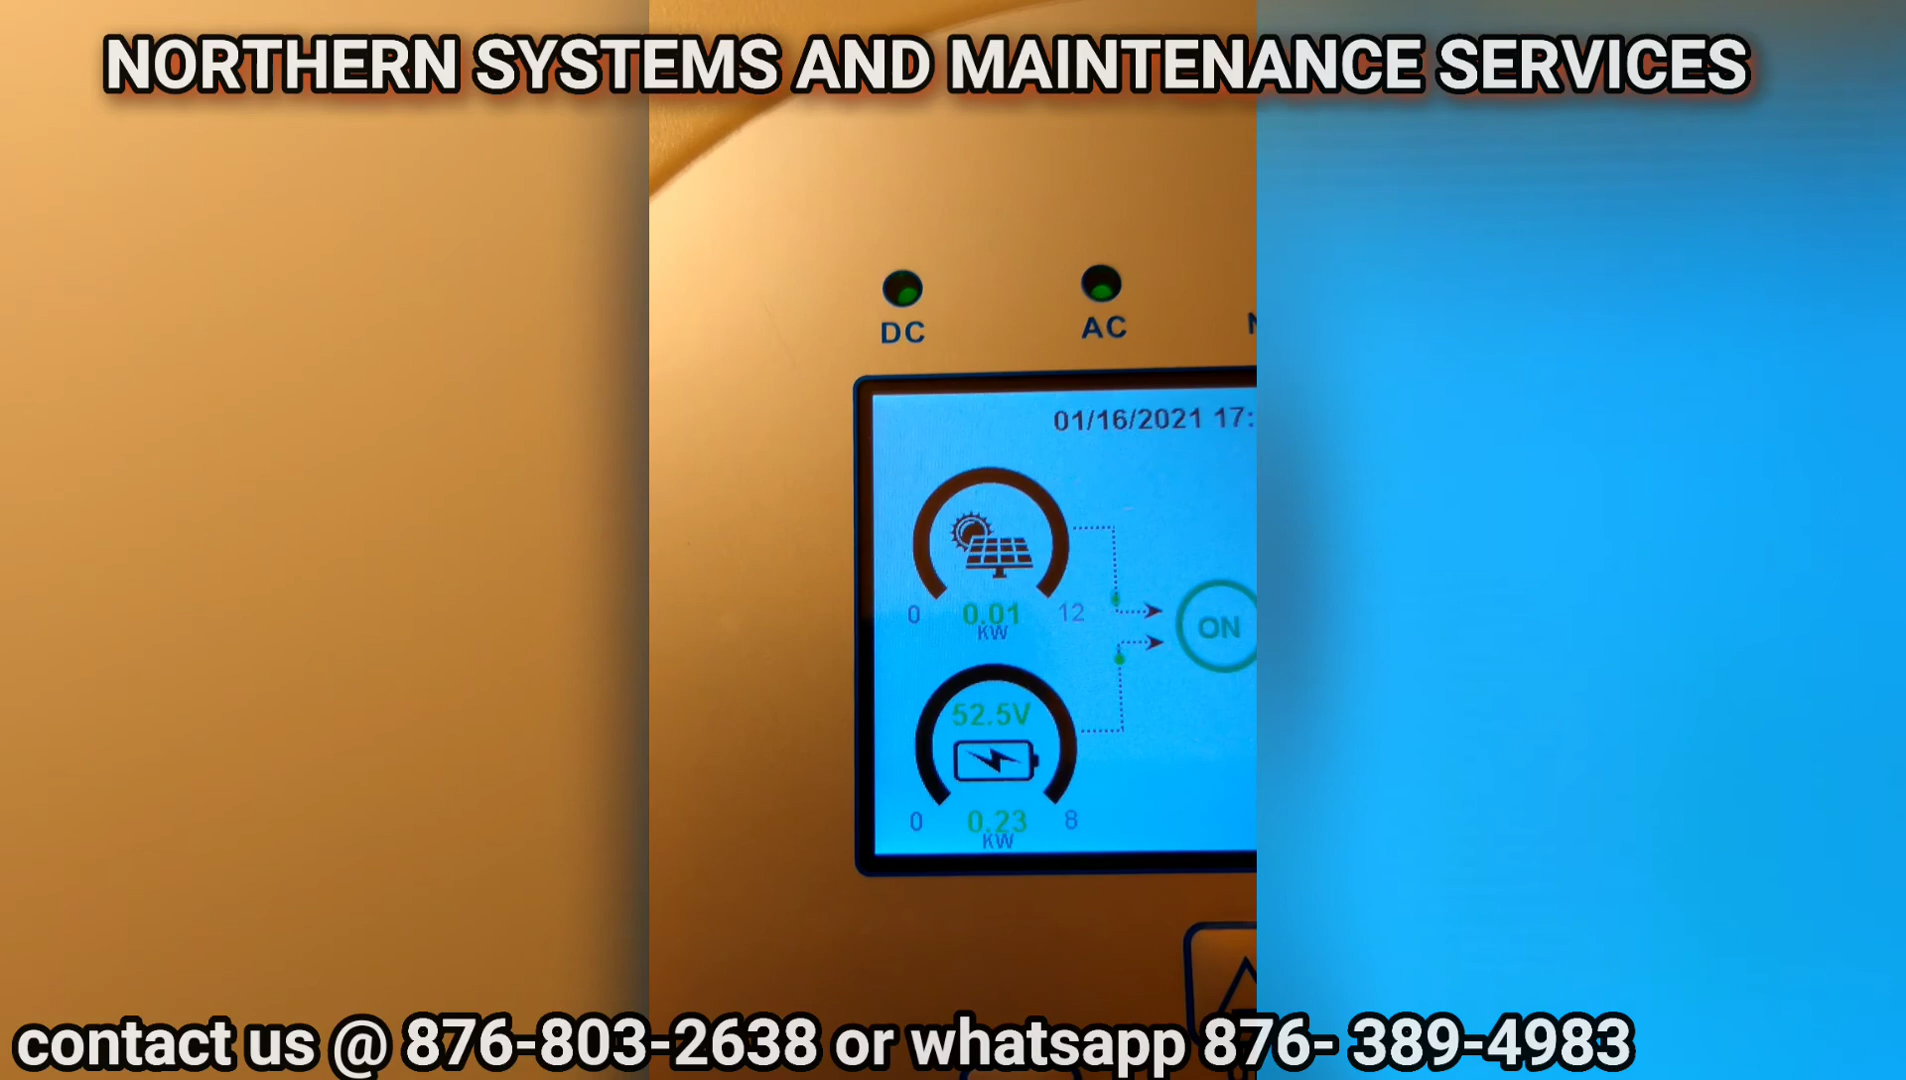 NORTHERN SYSTEMS AND MAINTENANCE SERVICES
DC AC
01/16/2021 17:
0 0.01 12
KW
ON
52.5V
0 0.23 8
KW
contact us @ 876-803-2638 or whatsapp 876- 389-4983